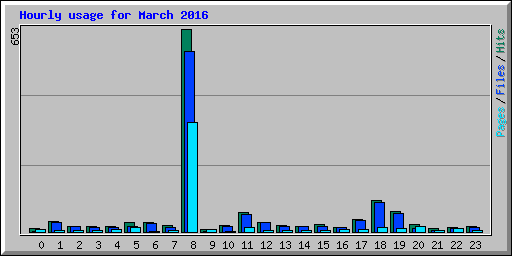 Hourly usage for March 2016
653
Pages/Files/Hits
0 1 2 3 4 5 6 7 8 9 10 11 12 13 14 15 16 17 18 19 20 21 22 23